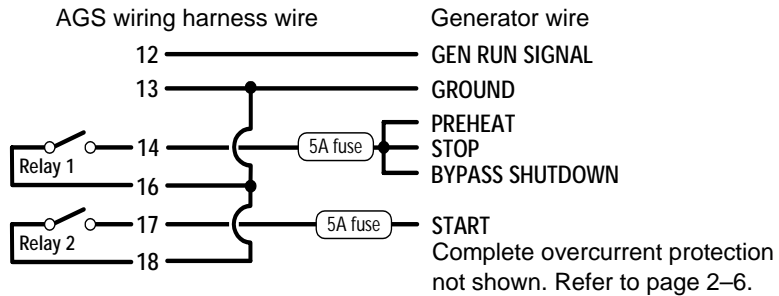 AGS wiring harness wire Generator wire
12 GEN RUN SIGNAL
13 GROUND
PREHEAT
14 5A fuse STOP
Relay 1
BYPASS SHUTDOWN
16
17 5A fuse START
Relay 2
18
Complete overcurrent protection
not shown. Refer to page 2–6.